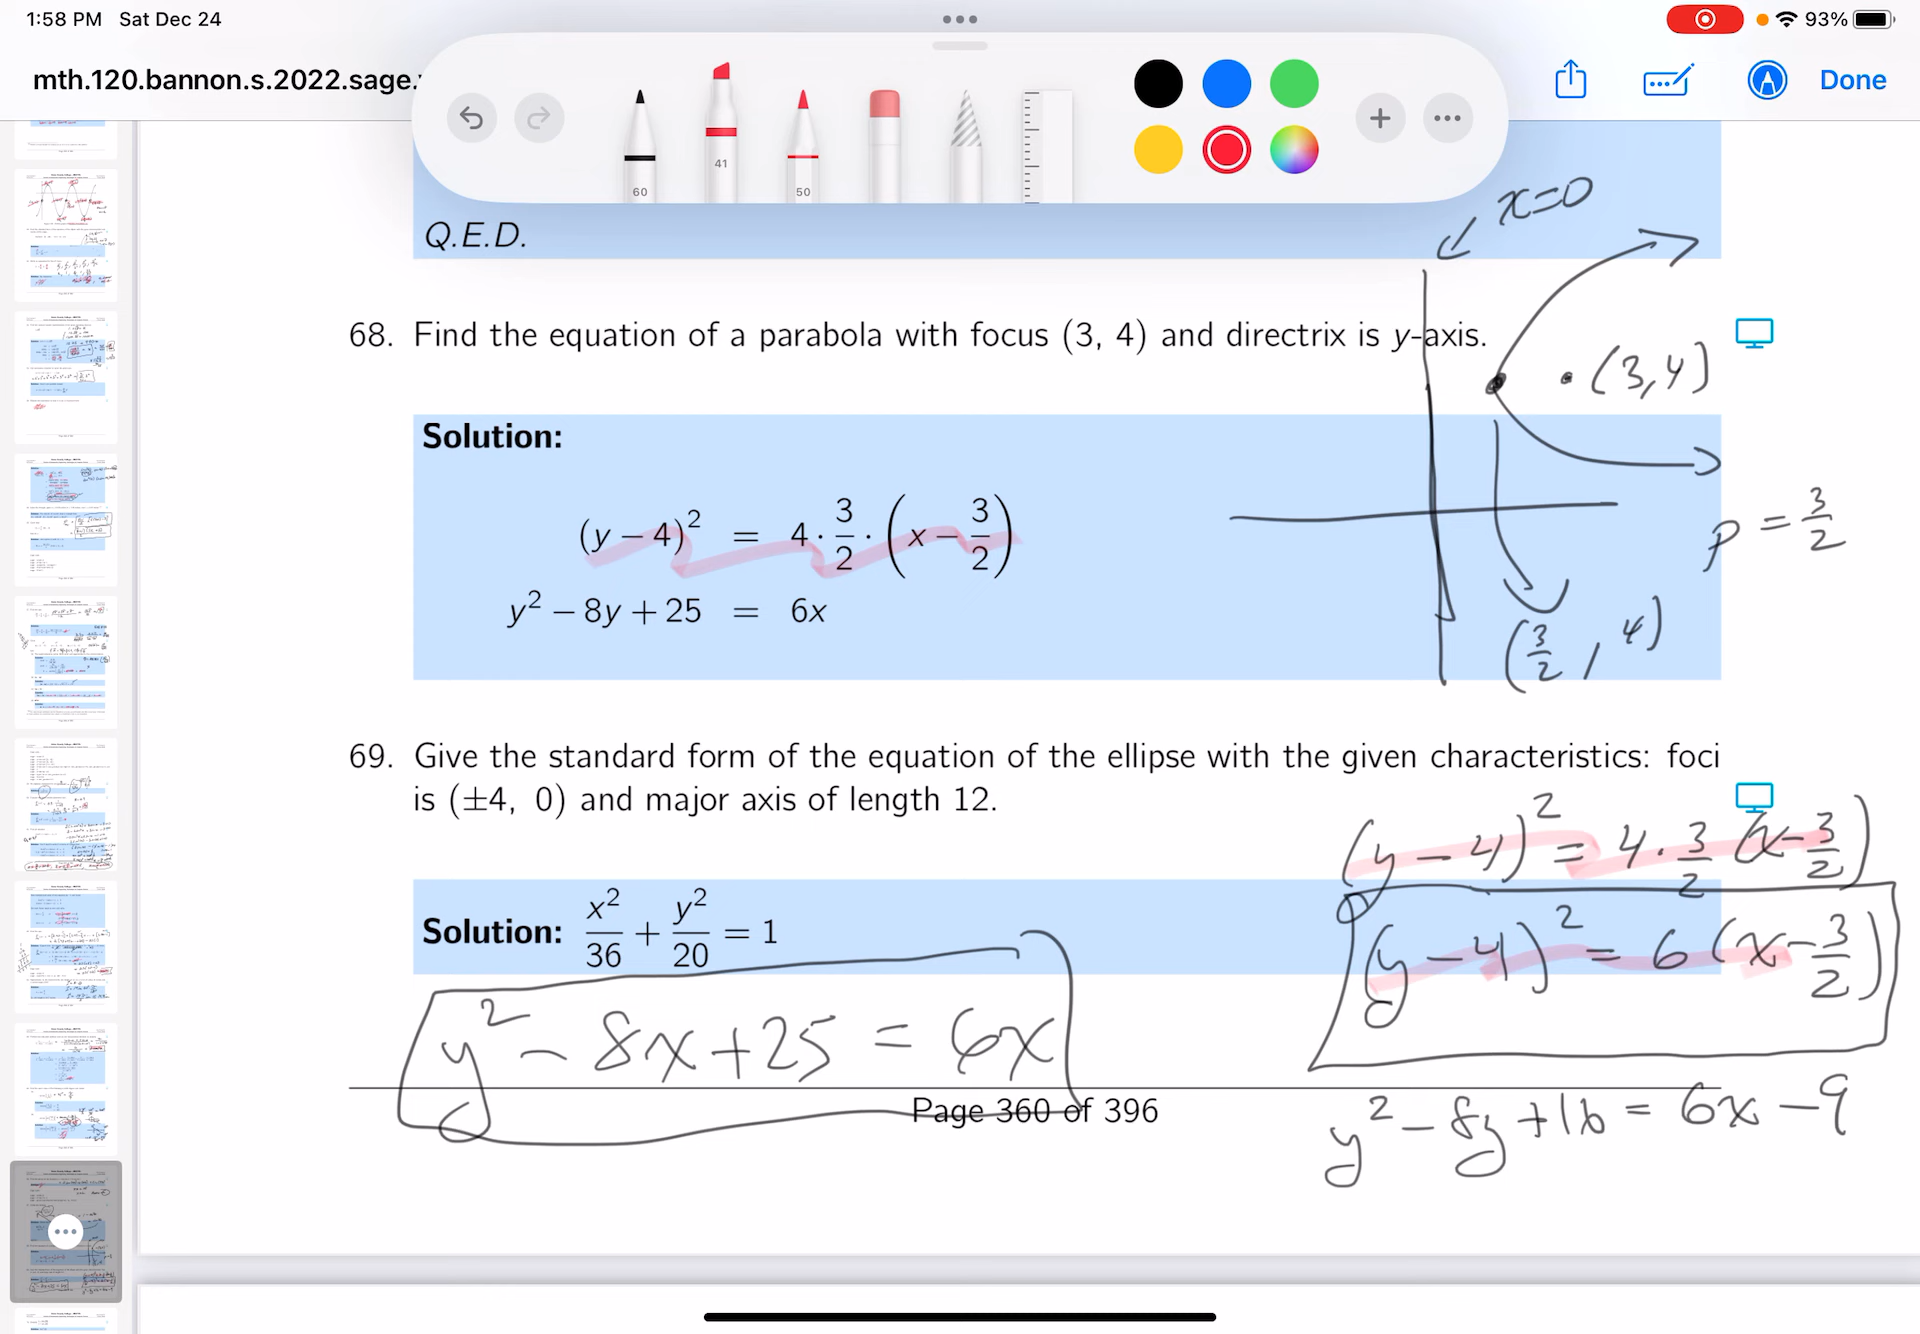 1:58 PM Sat Dec 24
93%
mth.120.bannon.s.2022.sage.
Done
60
41
50
x=0
Q.E.D.
68. Find the equation of a parabola with focus (3, 4) and directrix is y-axis.
(3,4)
Solution:
(y − 4)² = 4 · 3/2 · (x − 3/2)
y² − 8y + 25 = 6x
p = 3/2
(3/2, 4)
69. Give the standard form of the equation of the ellipse with the given characteristics: foci
is (±4, 0) and major axis of length 12.
(y−4)² = 4 · 3/2 (x−3/2)
Solution: x²/36 + y²/20 = 1
(y−4)² = 6(x−3/2)
y² − 8x+25 = 6x
Page 360 of 396
y² − 8y +16 = 6x −9